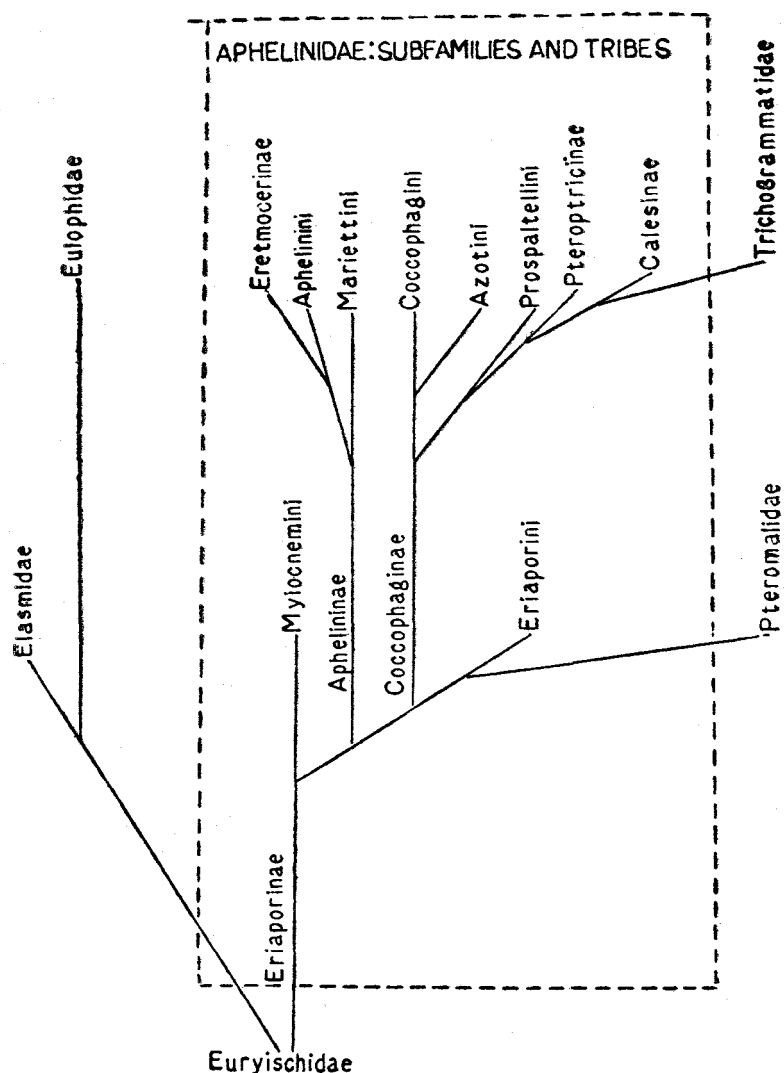 APHELINIDAE: SUBFAMILIES AND TRIBES
Eulophidae
Eretmocerinae
Aphelinini
Mariettini
Coccophagini
Azotini
Prospaltellini
Pteroptricinae
Calesinae
Trichogrammatidae
Elasmidae
Mylocnemini
Aphelininae
Coccophaginae
Eriaporini
Pteromalidae
Eriaporinae
Euryischidae